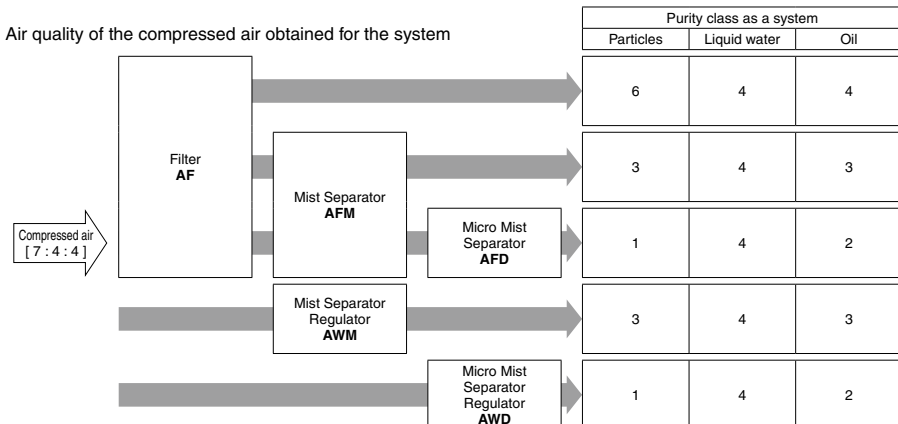 Air quality of the compressed air obtained for the system
Purity class as a system
Particles Liquid water Oil
6 4 4
Filter
AF
3 4 3
Mist Separator
AFM
Compressed air
[ 7 : 4 : 4 ]
Micro Mist
Separator
AFD
1 4 2
Mist Separator
Regulator
AWM
3 4 3
Micro Mist
Separator
Regulator
AWD
1 4 2